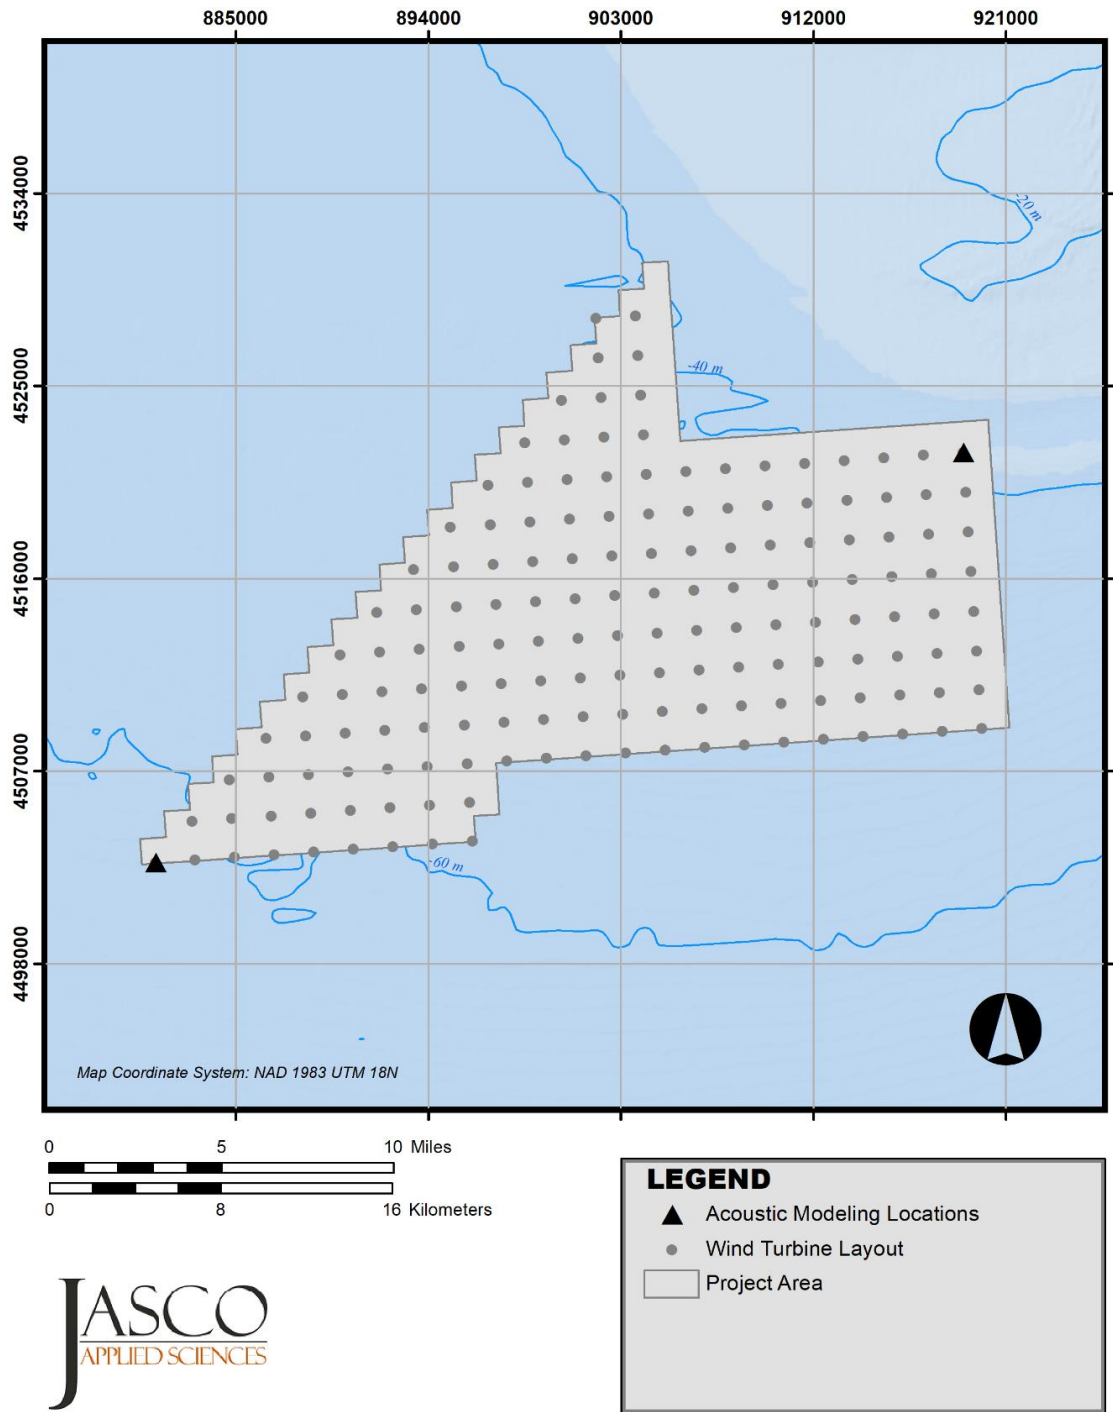 885000 894000 903000 912000 921000
4534000
-20 m
4525000
-40 m
4516000
4507000
-60 m
4498000
Map Coordinate System: NAD 1983 UTM 18N
0 5 10 Miles
0 8 16 Kilometers
LEGEND
Acoustic Modeling Locations
Wind Turbine Layout
Project Area
JASCO
APPLIED SCIENCES